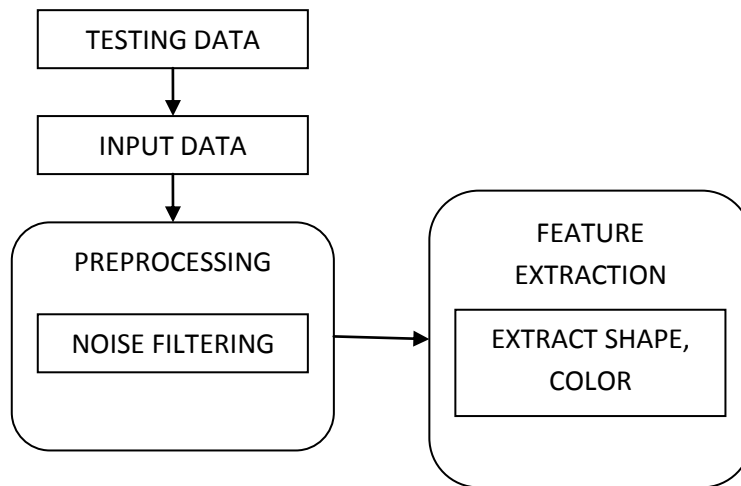 TESTING DATA
INPUT DATA
PREPROCESSING
NOISE FILTERING
FEATURE
EXTRACTION
EXTRACT SHAPE,
COLOR